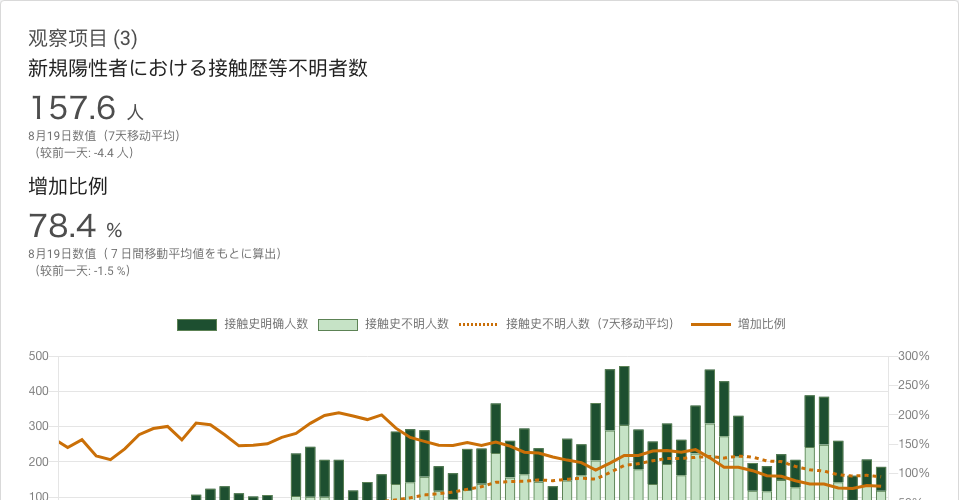 观察项目 (3)
新規陽性者における接触歴等不明者数
157.6 人
8月19日数值（7天移动平均）
（较前一天: -4.4 人）
增加比例
78.4 %
8月19日数值（７日間移動平均値をもとに算出）
（较前一天: -1.5 %）
接触史明确人数 接触史不明人数 接触史不明人数（7天移动平均） 增加比例
500 300%
250%
400
200%
300
150%
200
100%
100